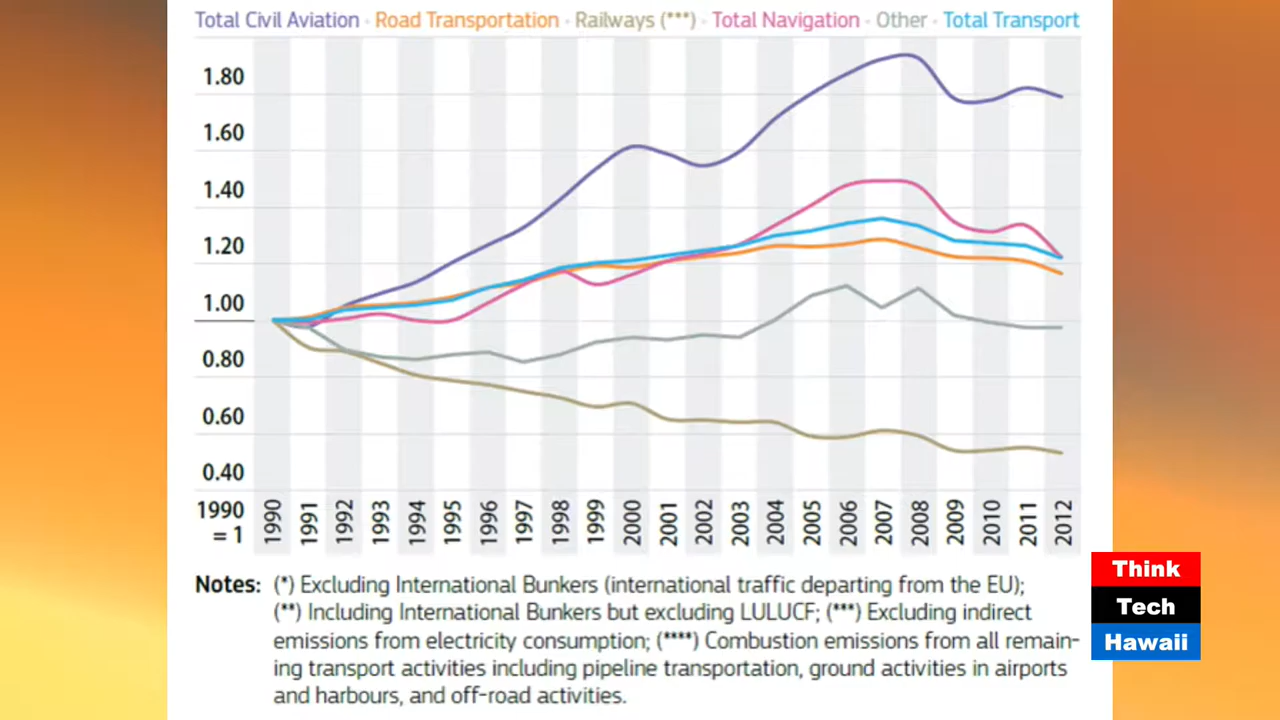 Total Civil Aviation - Road Transportation - Railways (***) - Total Navigation - Other - Total Transport
1.80
1.60
1.40
1.20
1.00
0.80
0.60
0.40
1990
= 1
1990 1991 1992 1993 1994 1995 1996 1997 1998 1999 2000 2001 2002 2003 2004 2005 2006 2007 2008 2009 2010 2011 2012
Notes: (*) Excluding International Bunkers (international traffic departing from the EU);
(**) Including International Bunkers but excluding LULUCF; (***) Excluding indirect
emissions from electricity consumption; (****) Combustion emissions from all remain-
ing transport activities including pipeline transportation, ground activities in airports
and harbours, and off-road activities.
Think
Tech
Hawaii